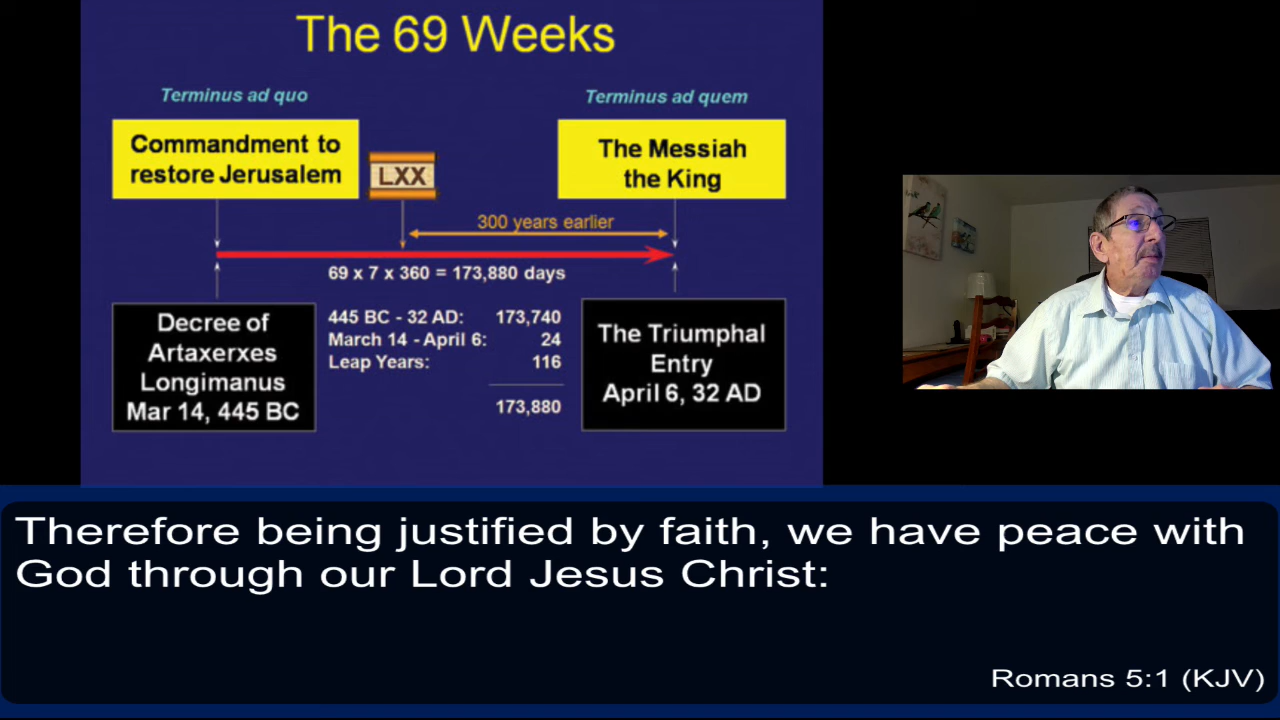 The 69 Weeks
Terminus ad quo
Terminus ad quem
Commandment to
restore Jerusalem
LXX
The Messiah
the King
300 years earlier
69 x 7 x 360 = 173,880 days
Decree of
Artaxerxes
Longimanus
Mar 14, 445 BC
445 BC - 32 AD: 173,740
March 14 - April 6: 24
Leap Years: 116
173,880
The Triumphal
Entry
April 6, 32 AD
Therefore being justified by faith, we have peace with
God through our Lord Jesus Christ:
Romans 5:1 (KJV)